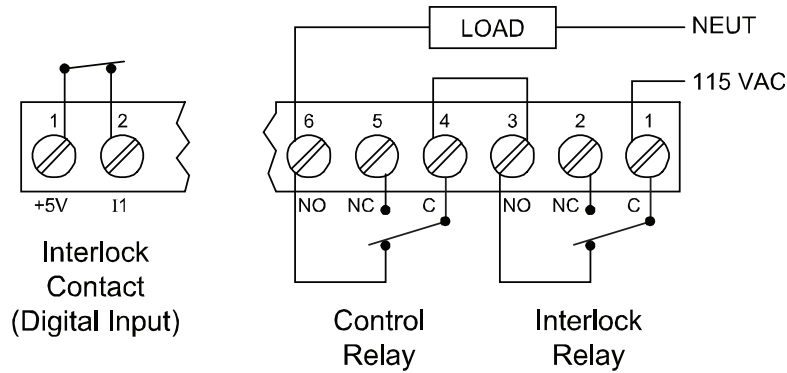 LOAD
NEUT
115 VAC
1 2
6 5 4 3 2 1
+5V I1
NO NC C NO NC C
Interlock
Contact
(Digital Input)
Control
Relay
Interlock
Relay